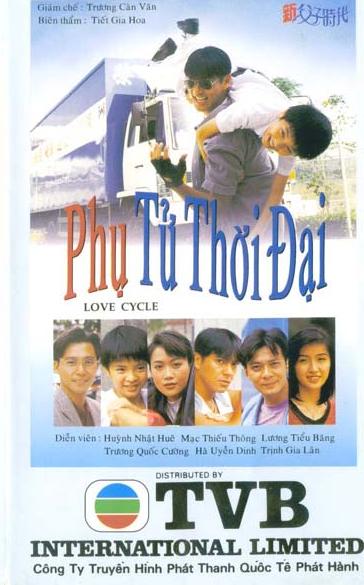 Giám chế : Trương Càn Văn
Biên thẩm : Tiết Gia Hoa
新父子時代
Phụ Tử Thời Đại
LOVE CYCLE
Diễn viên : Huỳnh Nhật Huê Mạc Thiếu Thông Lương Tiểu Băng
Trương Quốc Cường Hà Uyển Dinh Trịnh Gia Lân
DISTRIBUTED BY
TVB
INTERNATIONAL LIMITED
Công Ty Truyền Hình Phát Thanh Quốc Tế Phát Hành